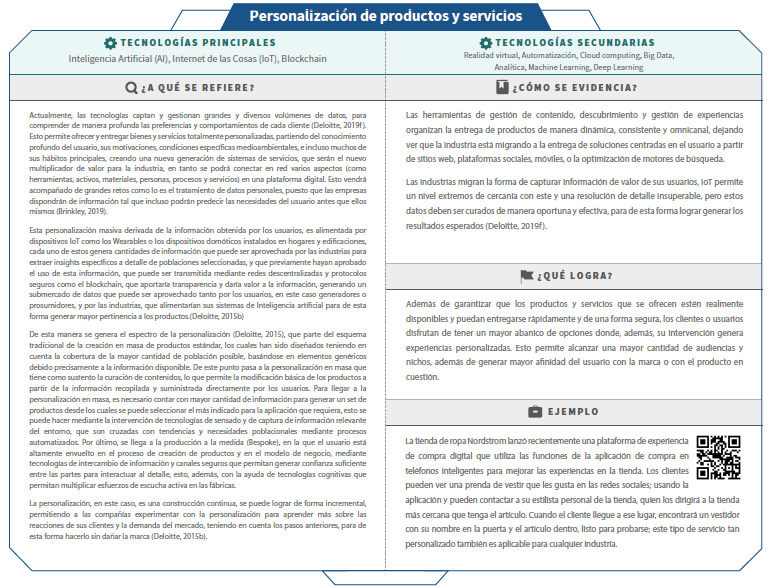 Personalización de productos y servicios
TECNOLOGÍAS PRINCIPALES
Inteligencia Artificial (AI), Internet de las Cosas (IoT), Blockchain
TECNOLOGÍAS SECUNDARIAS
Realidad virtual, Automatización, Cloud computing, Big Data,
Analítica, Machine Learning, Deep Learning
¿A QUÉ SE REFIERE?
Actualmente, las tecnologías captan y gestionan grandes y diversos volúmenes de datos, para
comprender de manera profunda las preferencias y comportamientos de cada cliente (Deloitte, 2019f).
Esto permite ofrecer y entregar bienes y servicios totalmente personalizadas, partiendo del conocimiento
profundo del usuario, sus motivaciones, condiciones específicas medioambientales, e incluso muchos de
sus hábitos principales, creando una nueva generación de sistemas de servicios, que serán el nuevo
multiplicador de valor para la industria, en tanto se podrá conectar en red varios aspectos (como
herramientas, activos, materiales, personas, procesos y servicios) en una plataforma digital. Esto vendrá
acompañado de grandes retos como lo es el tratamiento de datos personales, puesto que las empresas
dispondrán de información tal que incluso podrán predecir las necesidades del usuario antes que ellos
mismos (Brinkley, 2019).
Esta personalización masiva derivada de la información obtenida por los usuarios, es alimentada por
dispositivos IoT como los Wearables o los dispositivos domóticos instalados en hogares y edificaciones,
cada uno de estos genera cantidades de información que puede ser aprovechada por las industrias para
extraer insights específicos a detalle de poblaciones seleccionadas, y que previamente hayan aprobado
el uso de esta información, que puede ser transmitida mediante redes descentralizadas y protocolos
seguros como el blockchain, que aportaría transparencia y daría valor a la información, generando un
submercado de datos que puede ser aprovechado tanto por los usuarios, en este caso generadores o
prosumidores, y por las industrias, que alimentarían sus sistemas de Inteligencia artificial para de esta
forma generar mayor pertinencia a los productos.(Deloitte, 2015b)
De esta manera se genera el espectro de la personalización (Deloitte, 2015), que parte del esquema
tradicional de la creación en masa de productos estándar, los cuales han sido diseñados teniendo en
cuenta la cobertura de la mayor cantidad de población posible, basándose en elementos genéricos
debido precisamente a la información disponible. De este punto pasa a la personalización en masa que
tiene como sustento la curación de contenidos, lo que permite la modificación básica de los productos a
partir de la información recopilada y suministrada directamente por los usuarios. Para llegar a la
personalización en masa, es necesario contar con mayor cantidad de información para generar un set de
productos desde los cuales se puede seleccionar el más indicado para la aplicación que requiera, esto se
puede hacer mediante la intervención de tecnologías de sensado y de captura de información relevante
del entorno, que son cruzadas con tendencias y necesidades poblacionales mediante procesos
automatizados. Por último, se llega a la producción a la medida (Bespoke), en la que el usuario está
altamente envuelto en el proceso de creación de productos y en el modelo de negocio, mediante
tecnologías de intercambio de información y canales seguros que permitan generar confianza suficiente
entre las partes para interactuar al detalle, esto, además, con la ayuda de tecnologías cognitivas que
permitan multiplicar esfuerzos de escucha activa en las fábricas.
La personalización, en este caso, es una construcción continua, se puede lograr de forma incremental,
permitiendo a las compañías experimentar con la personalización para aprender más sobre las
reacciones de sus clientes y la demanda del mercado, teniendo en cuenta los pasos anteriores, para de
esta forma hacerlo sin dañar la marca (Deloitte, 2015b).
¿CÓMO SE EVIDENCIA?
Las herramientas de gestión de contenido, descubrimiento y gestión de experiencias
organizan la entrega de productos de manera dinámica, consistente y omnicanal, dejando
ver que la industria está migrando a la entrega de soluciones centradas en el usuario a partir
de sitios web, plataformas sociales, móviles, o la optimización de motores de búsqueda.
Las industrias migran la forma de capturar información de valor de sus usuarios, IoT permite
un nivel extremos de cercanía con este y una resolución de detalle insuperable, pero estos
datos deben ser curados de manera oportuna y efectiva, para de esta forma lograr generar los
resultados esperados (Deloitte, 2019f).
¿QUÉ LOGRA?
Además de garantizar que los productos y servicios que se ofrecen estén realmente
disponibles y puedan entregarse rápidamente y de una forma segura, los clientes o usuarios
disfrutan de tener un mayor abanico de opciones donde, además, su intervención genera
experiencias personalizadas. Esto permite alcanzar una mayor cantidad de audiencias y
nichos, además de generar mayor afinidad del usuario con la marca o con el producto en
cuestión.
EJEMPLO
La tienda de ropa Nordstrom lanzó recientemente una plataforma de experiencia
de compra digital que utiliza las funciones de la aplicación de compra en
teléfonos inteligentes para mejorar las experiencias en la tienda. Los clientes
pueden ver una prenda de vestir que les gusta en las redes sociales; usando la
aplicación y pueden contactar a su estilista personal de la tienda, quien los dirigirá a la tienda
más cercana que tenga el artículo. Cuando el cliente llegue a ese lugar, encontrará un vestidor
con su nombre en la puerta y el artículo dentro, listo para probarse; este tipo de servicio tan
personalizado también es aplicable para cualquier industria.